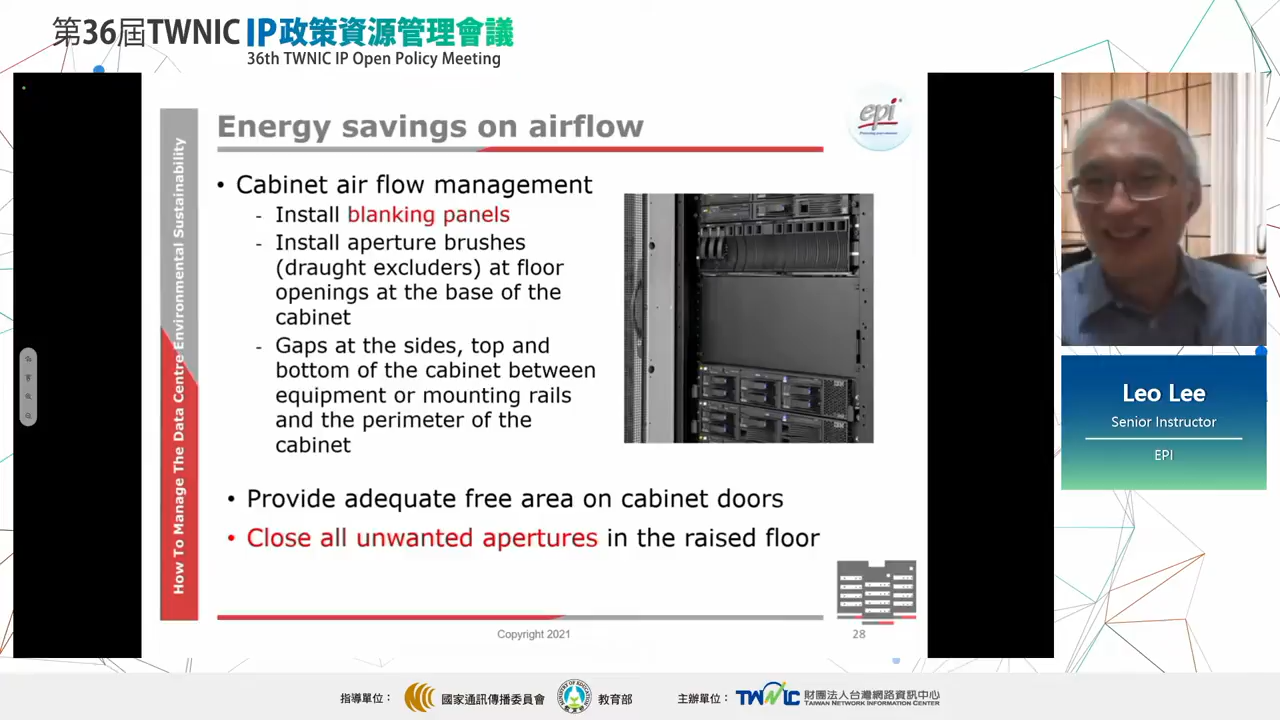 第36屆TWNIC IP政策資源管理會議
36th TWNIC IP Open Policy Meeting
How To Manage The Data Centre Environmental Sustainability
Energy savings on airflow
epi
• Cabinet air flow management
- Install blanking panels
- Install aperture brushes
(draught excluders) at floor
openings at the base of the
cabinet
- Gaps at the sides, top and
bottom of the cabinet between
equipment or mounting rails
and the perimeter of the
cabinet
• Provide adequate free area on cabinet doors
• Close all unwanted apertures in the raised floor
Copyright 2021
28
Leo Lee
Senior Instructor
EPI
指導單位：
國家通訊傳播委員會
教育部
主辦單位：
TWNIC
財團法人台灣網路資訊中心
TAIWAN NETWORK INFORMATION CENTER